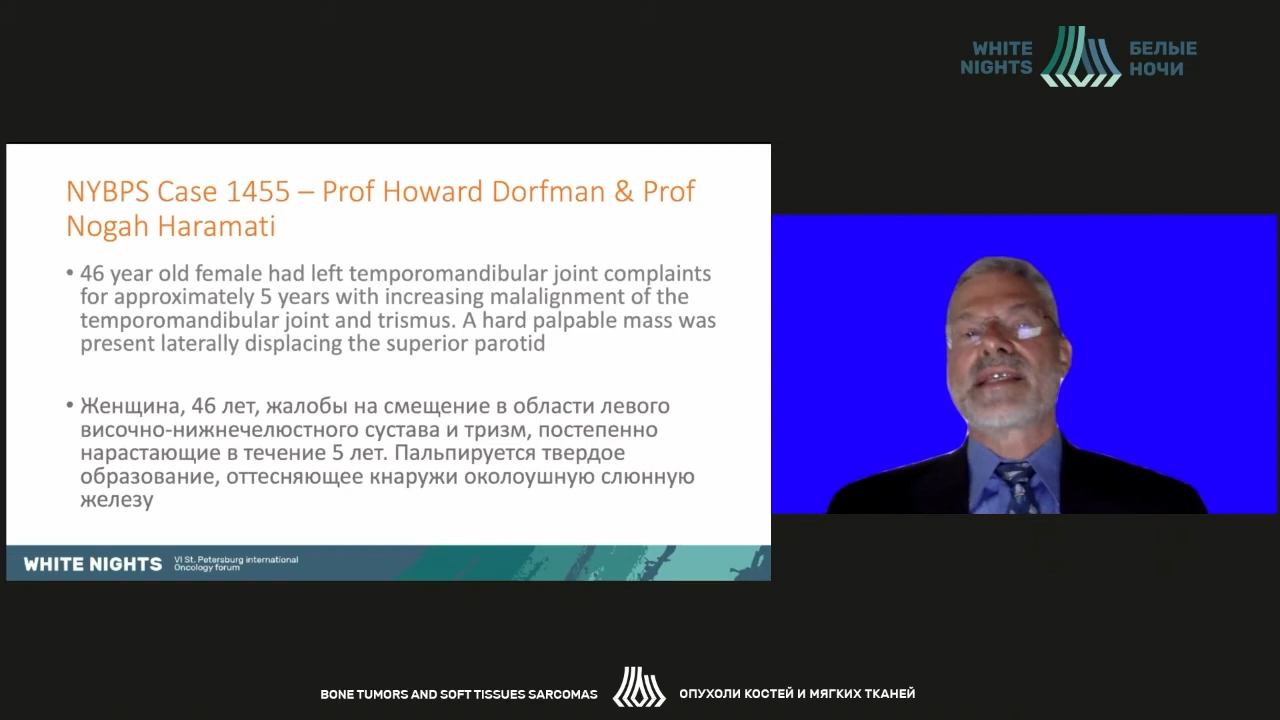 WHITE
NIGHTS
БЕЛЫЕ
НОЧИ
NYBPS Case 1455 – Prof Howard Dorfman & Prof
Nogah Haramati
• 46 year old female had left temporomandibular joint complaints
for approximately 5 years with increasing malalignment of the
temporomandibular joint and trismus. A hard palpable mass was
present laterally displacing the superior parotid
• Женщина, 46 лет, жалобы на смещение в области левого
височно-нижнечелюстного сустава и тризм, постепенно
нарастающие в течение 5 лет. Пальпируется твердое
образование, оттесняющее кнаружи околоушную слюнную
железу
WHITE NIGHTS
VI St. Petersburg international
Oncology forum
BONE TUMORS AND SOFT TISSUES SARCOMAS
ОПУХОЛИ КОСТЕЙ И МЯГКИХ ТКАНЕЙ